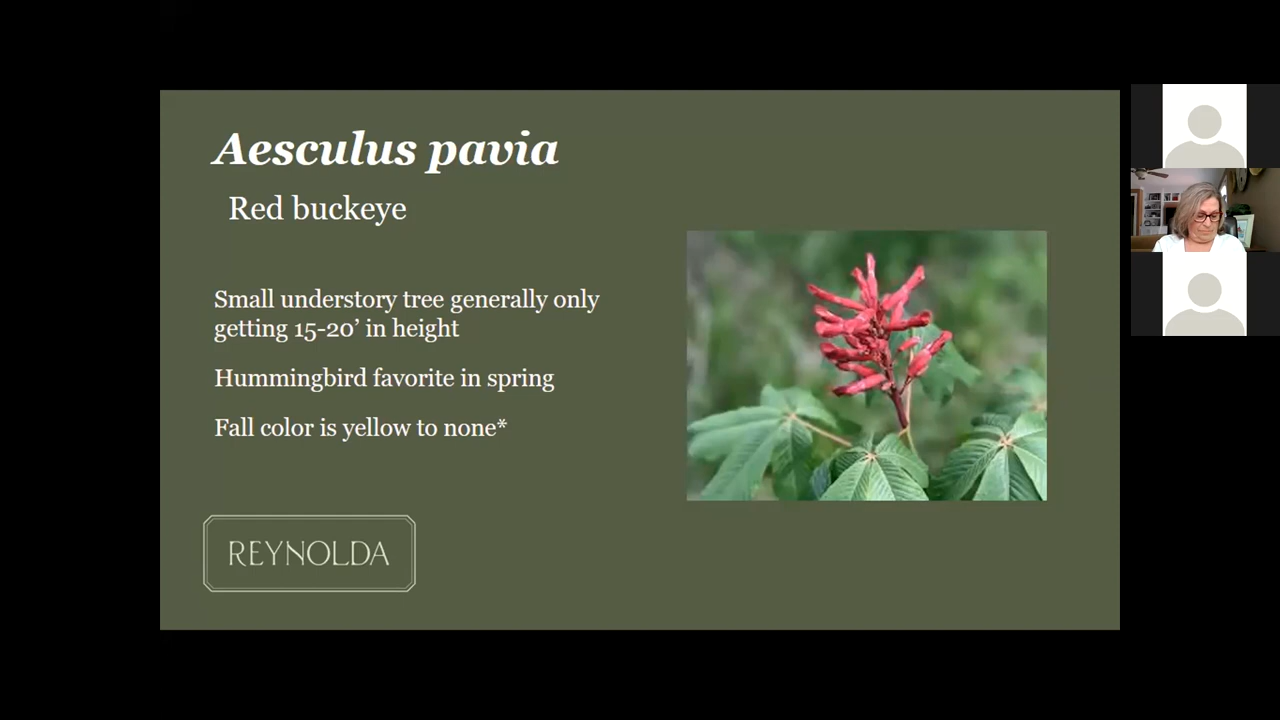 Aesculus pavia
Red buckeye
Small understory tree generally only
getting 15-20’ in height
Hummingbird favorite in spring
Fall color is yellow to none*
REYNOLDA